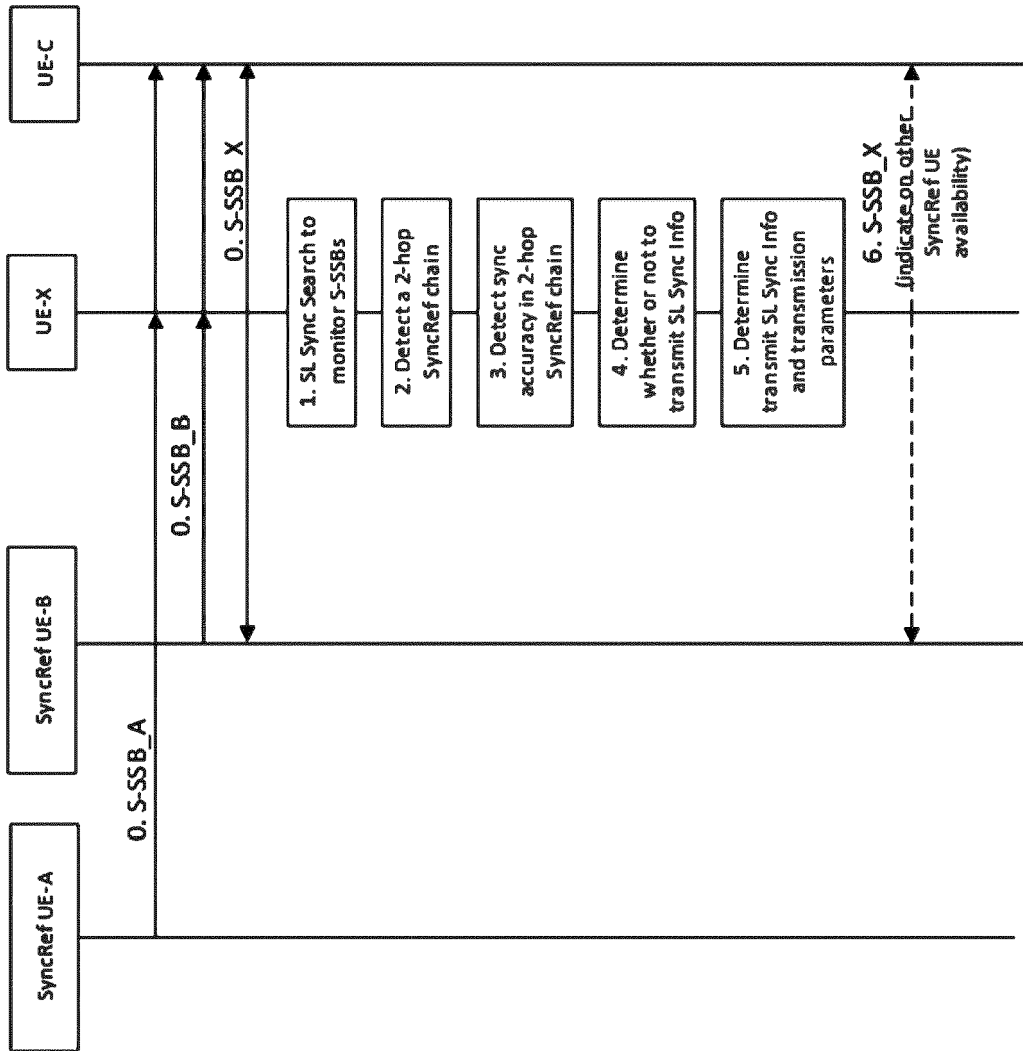 SyncRef UE-A
SyncRef UE-B
UE-X
UE-C
0. S-SSB_A
0. S-SSB_B
0. S-SSB_X
1. SL Sync Search to
monitor S-SSBs
2. Detect a 2-hop
SyncRef chain
3. Detect sync
accuracy in 2-hop
SyncRef chain
4. Determine
whether or not to
transmit SL Sync Info
5. Determine
transmit SL Sync Info
and transmission
parameters
6. S-SSB_X
(indicate on other
SyncRef UE
availability)